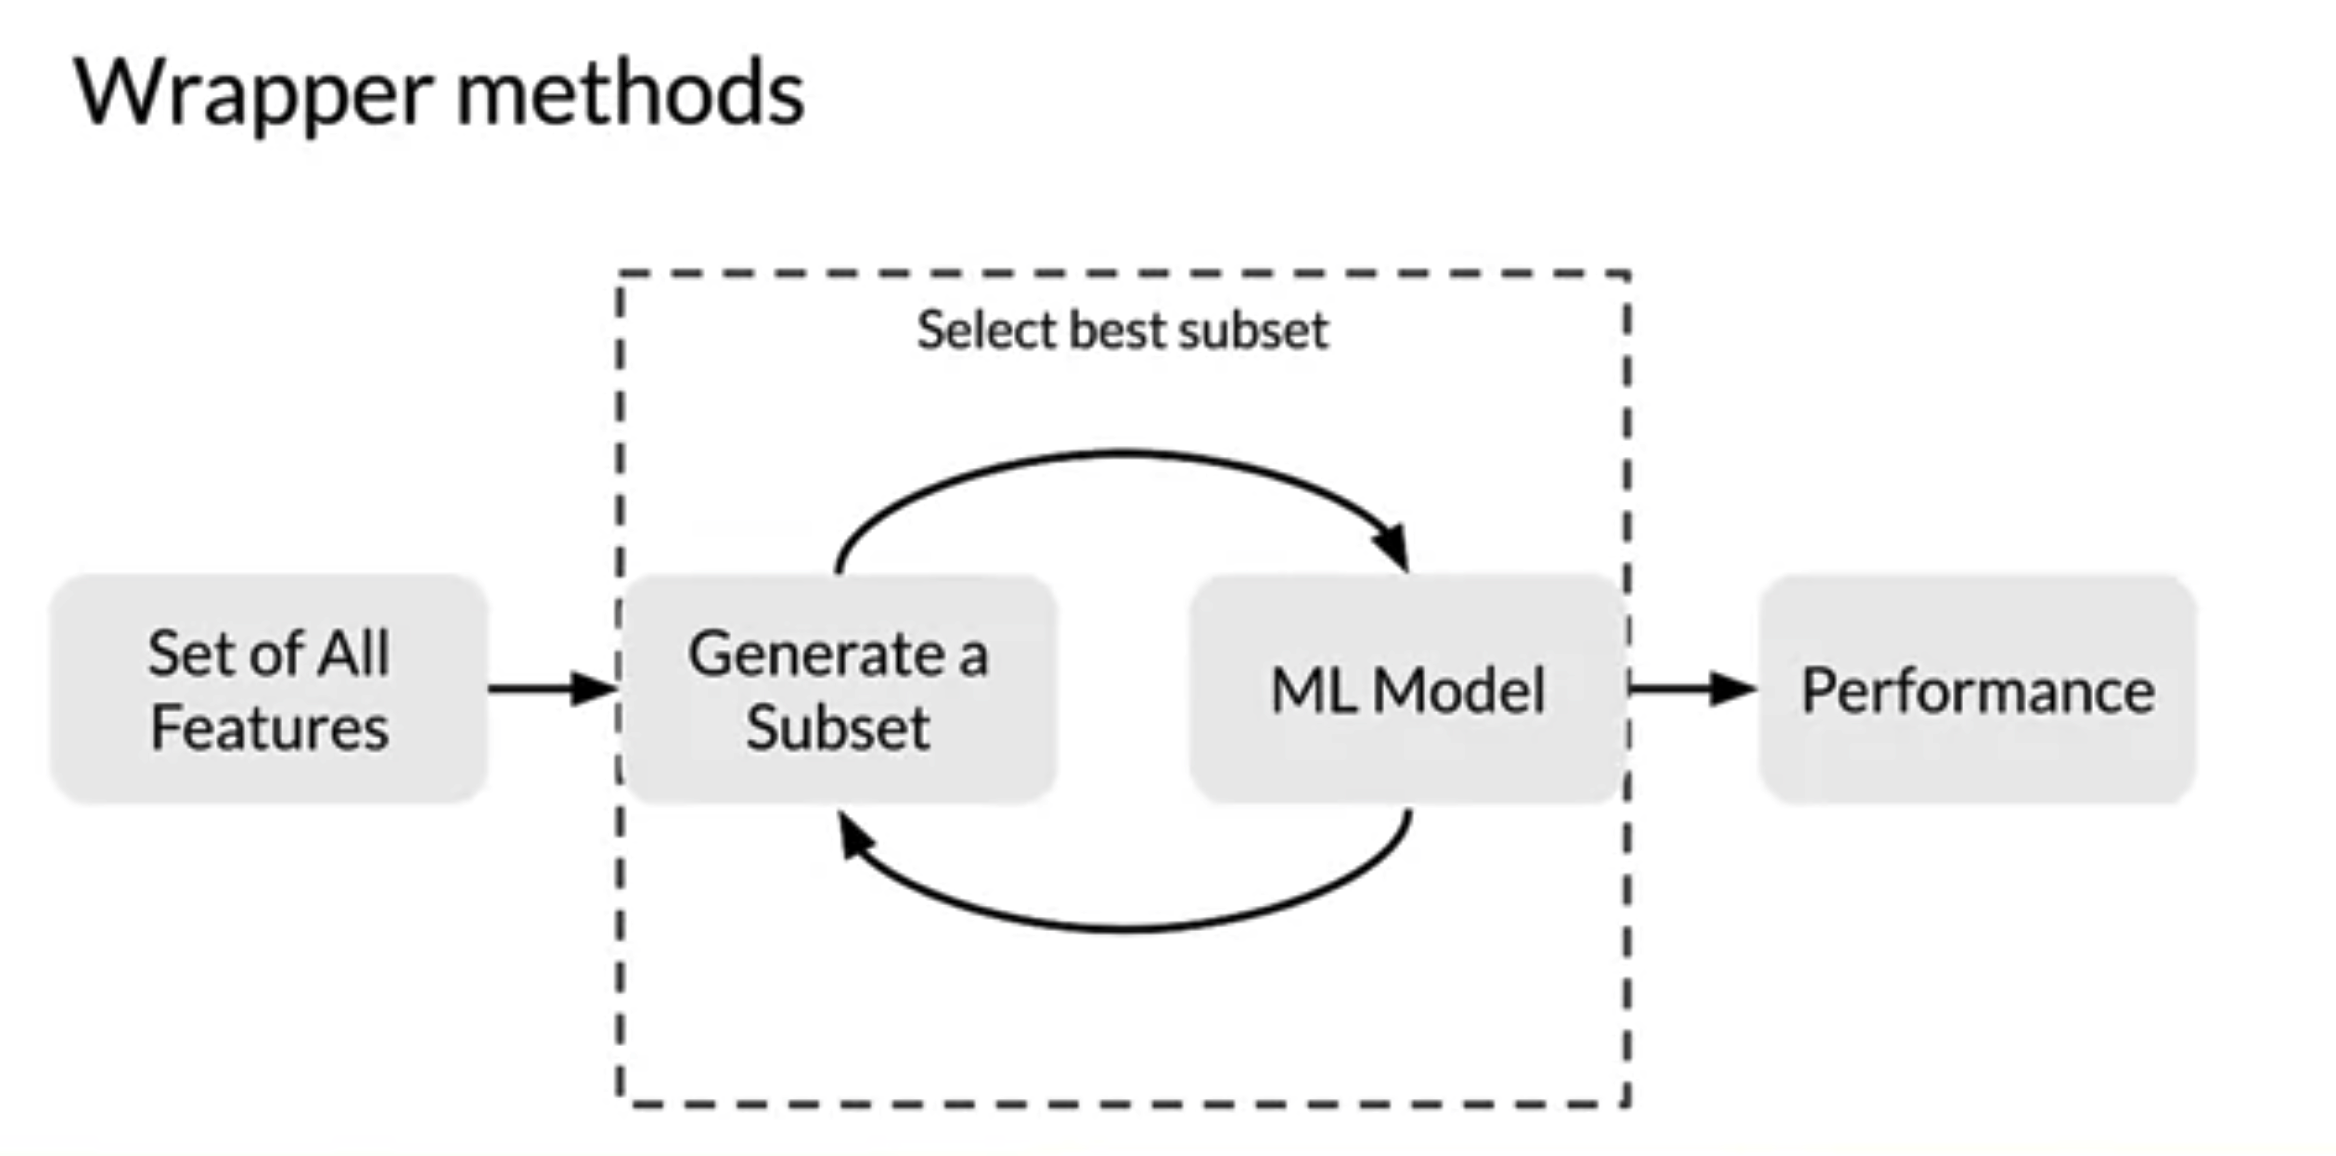 Wrapper methods
Select best subset
Set of All
Features
Generate a
Subset
ML Model
Performance